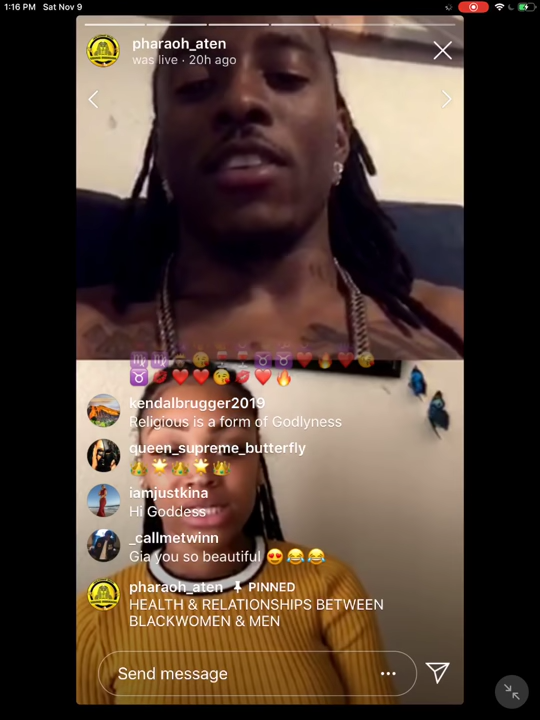 1:16 PM Sat Nov 9
pharaoh_aten
was live · 20h ago
kendalbrugger2019
Religious is a form of Godlyness
queen_supreme_butterfly
iamjustkina
Hi Goddess
_callmetwinn
Gia you so beautiful 😍😂😂
pharaoh_aten PINNED
HEALTH & RELATIONSHIPS BETWEEN
BLACKWOMEN & MEN
Send message